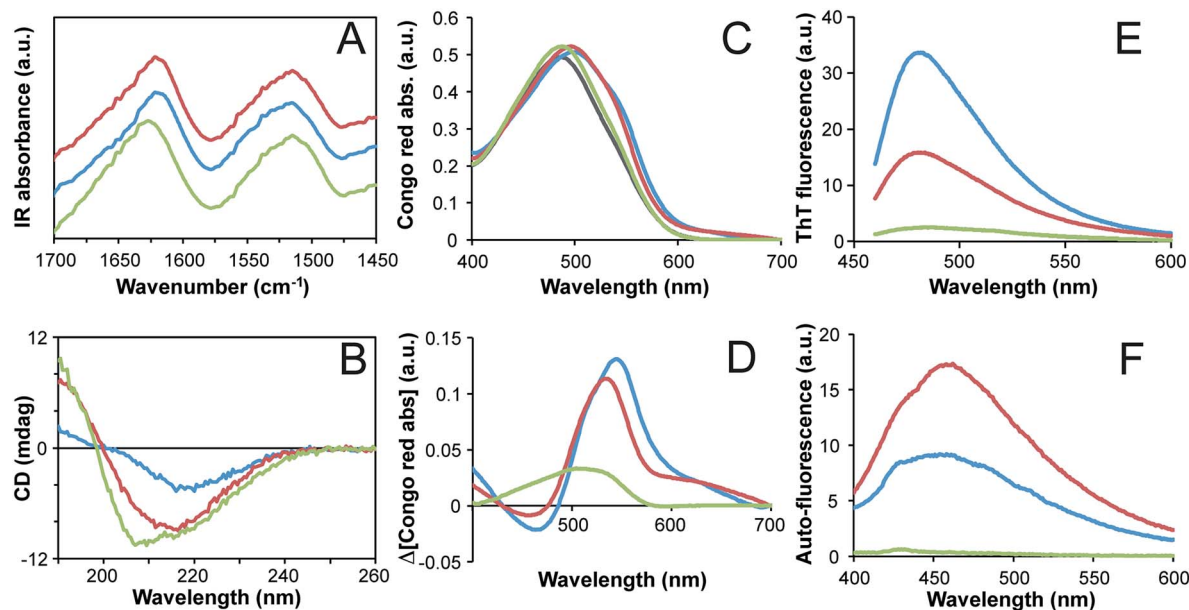 A
IR absorbance (a.u.)
1700 1650 1600 1550 1500 1450
Wavenumber (cm-1)
C
Congo red abs. (a.u.)
0.6
0.5
0.4
0.3
0.2
0.1
0
400 500 600 700
Wavelength (nm)
E
ThT fluorescence (a.u.)
40
30
20
10
0
450 500 550 600
Wavelength (nm)
B
CD (mdag)
12
0
-12
200 220 240 260
Wavelength (nm)
D
Δ[Congo red abs] (a.u.)
0.15
0.1
0.05
0
-0.05
500 600 700
Wavelength (nm)
F
Auto-fluorescence (a.u.)
20
15
10
5
0
400 450 500 550 600
Wavelength (nm)